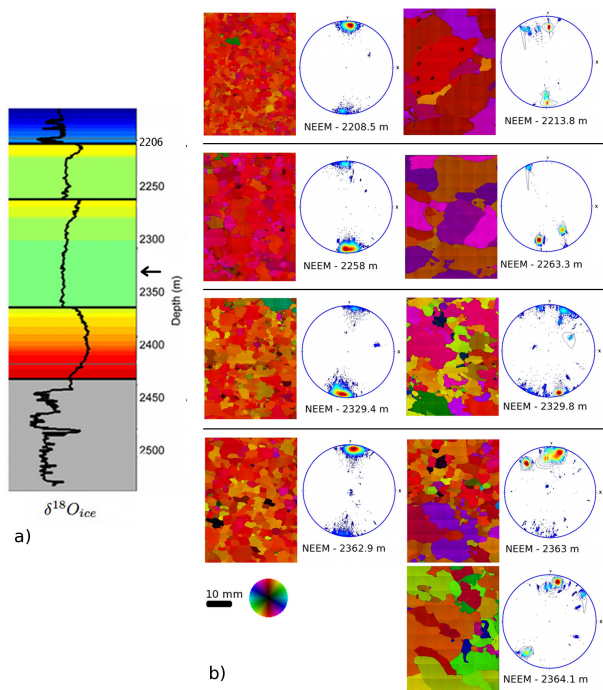 NEEM - 2208.5 m
NEEM - 2213.8 m
Y
X
Y
X
2206
2250
2300
2350
2400
2450
2500
Depth (m)
NEEM - 2258 m
NEEM - 2263.3 m
Y
X
Y
X
NEEM - 2329.4 m
NEEM - 2329.8 m
Y
X
Y
X
δ¹⁸Oice
a)
NEEM - 2362.9 m
NEEM - 2363 m
Y
X
Y
X
10 mm
b)
NEEM - 2364.1 m
Y
X